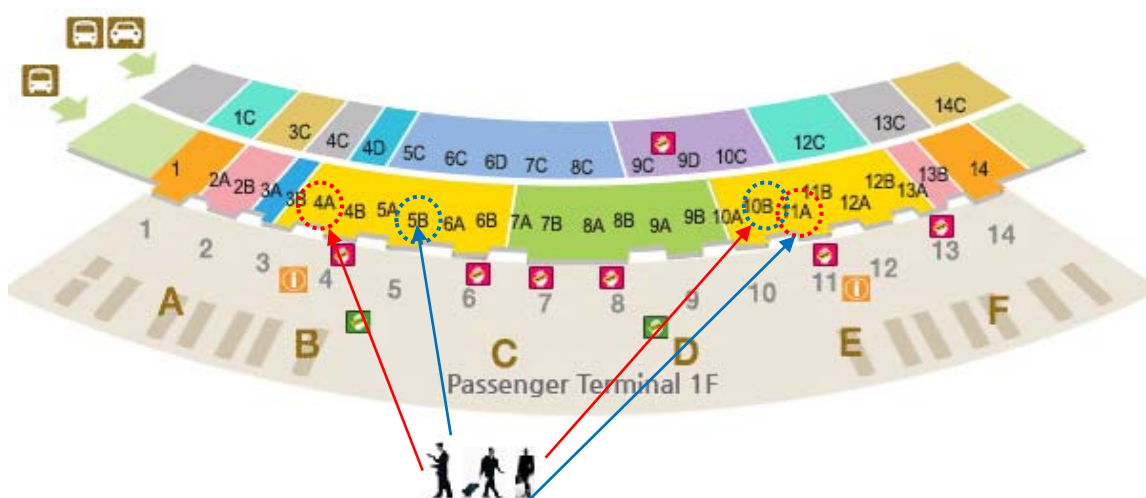 1C 3C 4C 4D 5C 6C 6D 7C 8C 9C 9D 10C 12C 13C 14C
1 2A 2B 3A 3B 4A 4B 5A 5B 6A 6B 7A 7B 8A 8B 9A 9B 10A 10B 11A 11B 12A 12B 13A 13B 14
1 2 3 4 5 6 7 8 9 10 11 12 13 14
A B C D E F
Passenger Terminal 1F